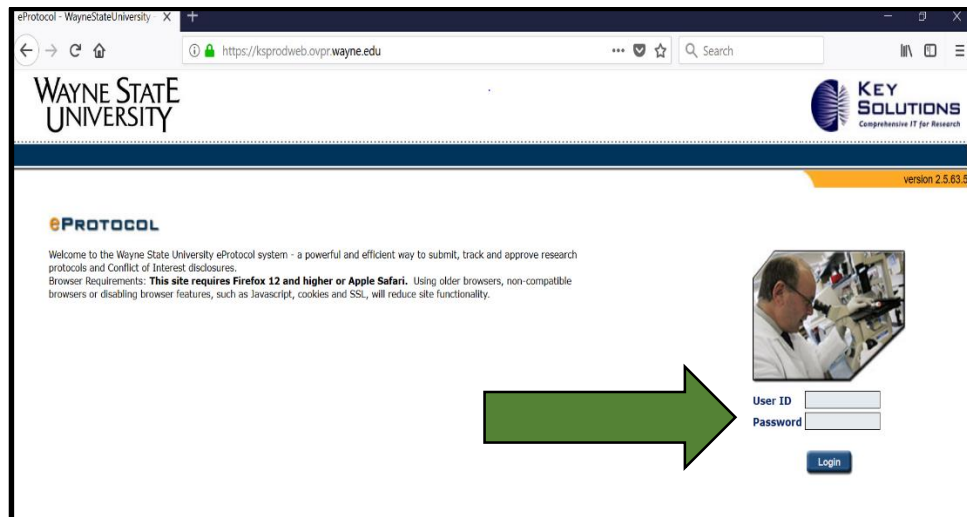 eProtocol - WayneStateUniversity -
https://ksprodweb.ovpr.wayne.edu
Search
WAYNE STATE
UNIVERSITY
KEY
SOLUTIONS
Comprehensive IT for Research
version 2.5.63.5
ePROTOCOL
Welcome to the Wayne State University eProtocol system - a powerful and efficient way to submit, track and approve research
protocols and Conflict of Interest disclosures.
Browser Requirements: This site requires Firefox 12 and higher or Apple Safari. Using older browsers, non-compatible
browsers or disabling browser features, such as Javascript, cookies and SSL, will reduce site functionality.
User ID
Password
Login